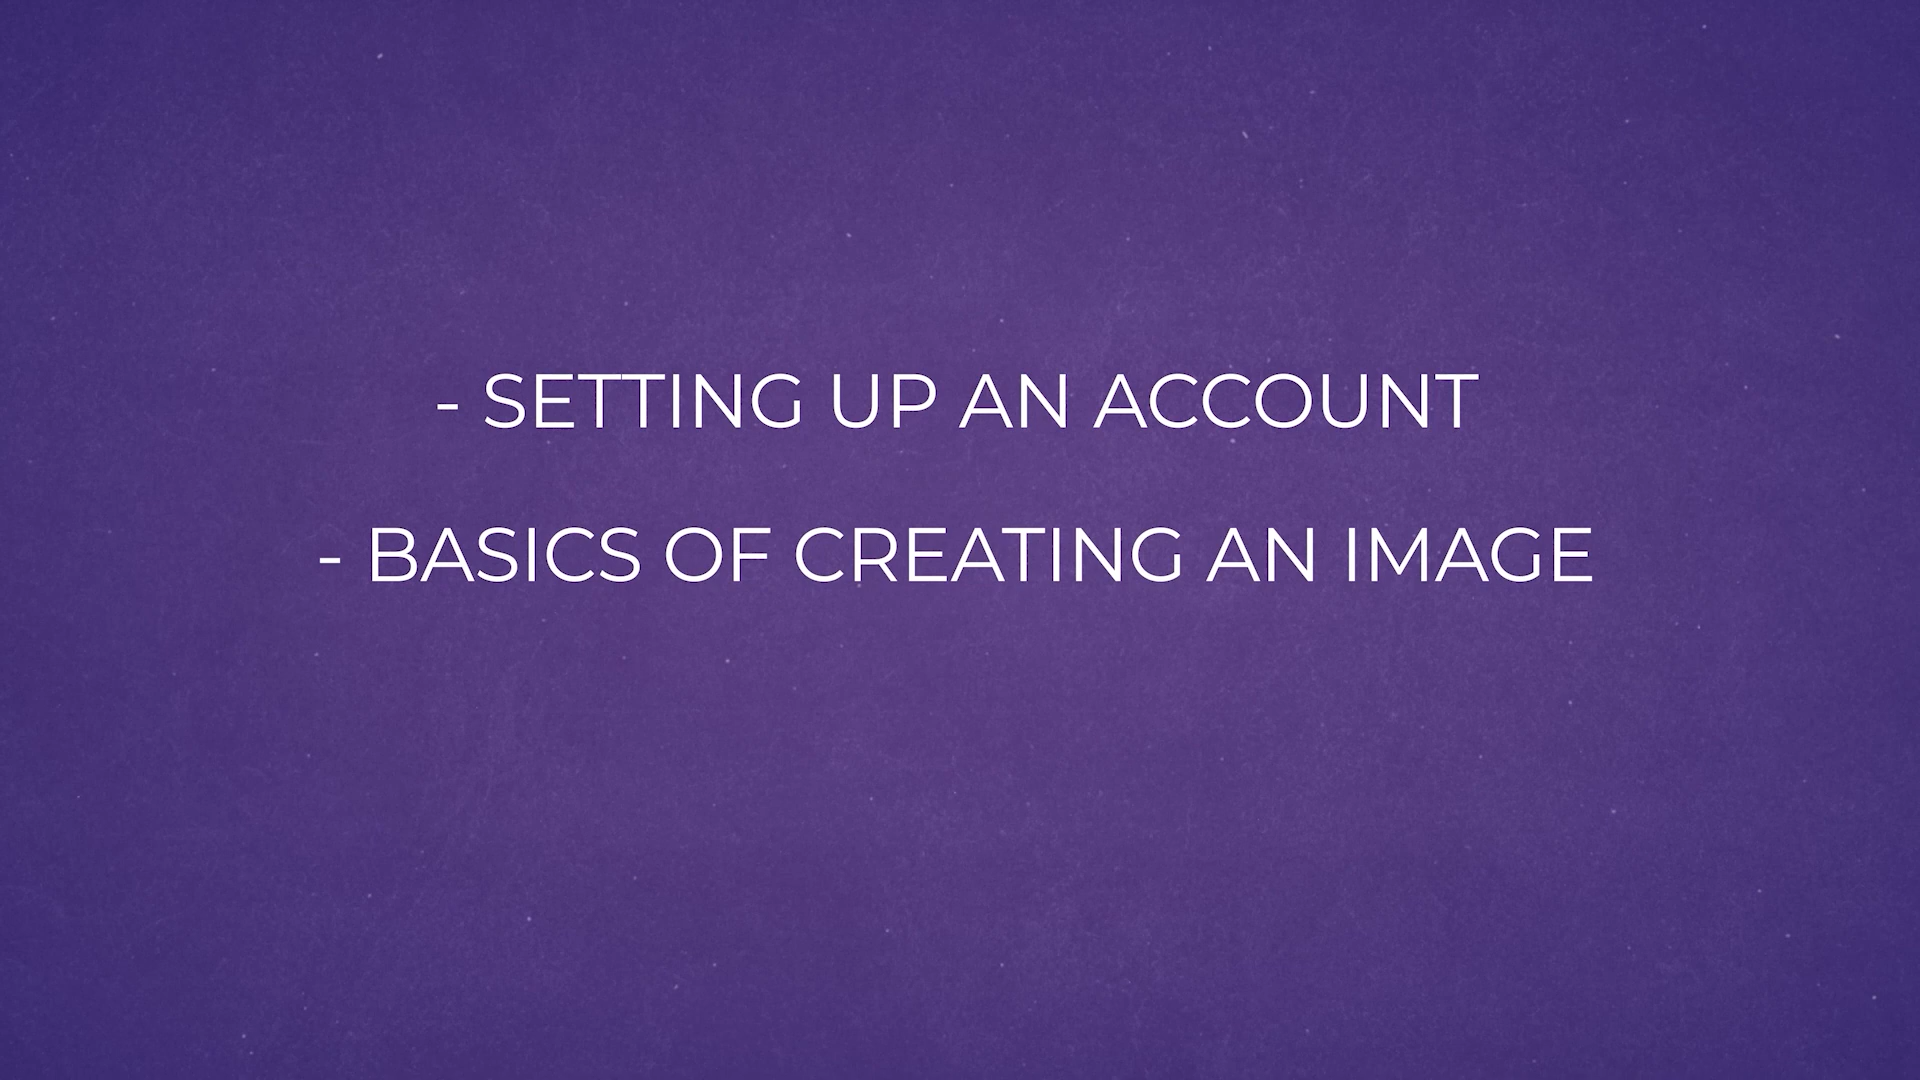 - SETTING UP AN ACCOUNT
- BASICS OF CREATING AN IMAGE